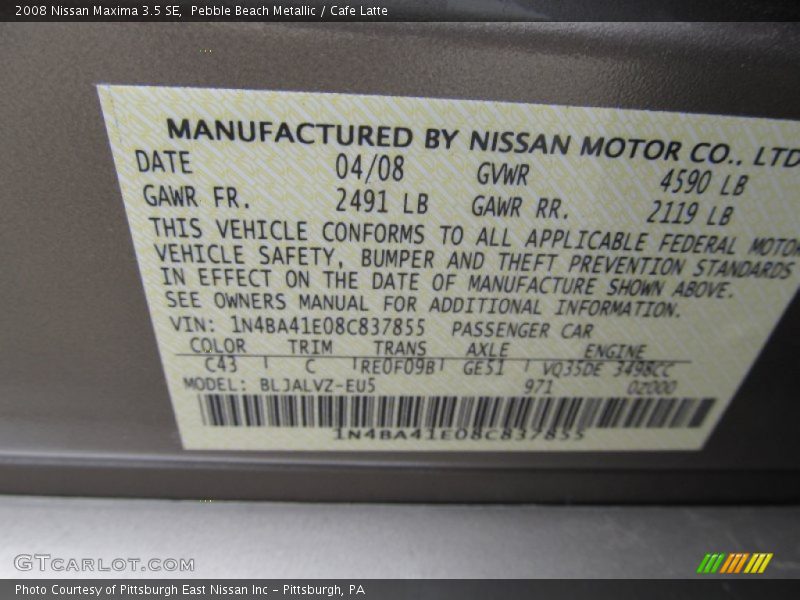 2008 Nissan Maxima 3.5 SE, Pebble Beach Metallic / Cafe Latte
MANUFACTURED BY NISSAN MOTOR CO., LTD
DATE 04/08 GVWR 4590 LB
GAWR FR. 2491 LB GAWR RR. 2119 LB
THIS VEHICLE CONFORMS TO ALL APPLICABLE FEDERAL MOTOR
VEHICLE SAFETY, BUMPER AND THEFT PREVENTION STANDARDS
IN EFFECT ON THE DATE OF MANUFACTURE SHOWN ABOVE.
SEE OWNERS MANUAL FOR ADDITIONAL INFORMATION.
VIN: 1N4BA41E08C837855 PASSENGER CAR
COLOR TRIM TRANS AXLE ENGINE
C43 C RE0F09B GE51 VQ35DE 3498CC
MODEL: BLJALVZ-EU5 971 0Z000
1N4BA41E08C837855
GTCARLOT.COM
Photo Courtesy of Pittsburgh East Nissan Inc - Pittsburgh, PA